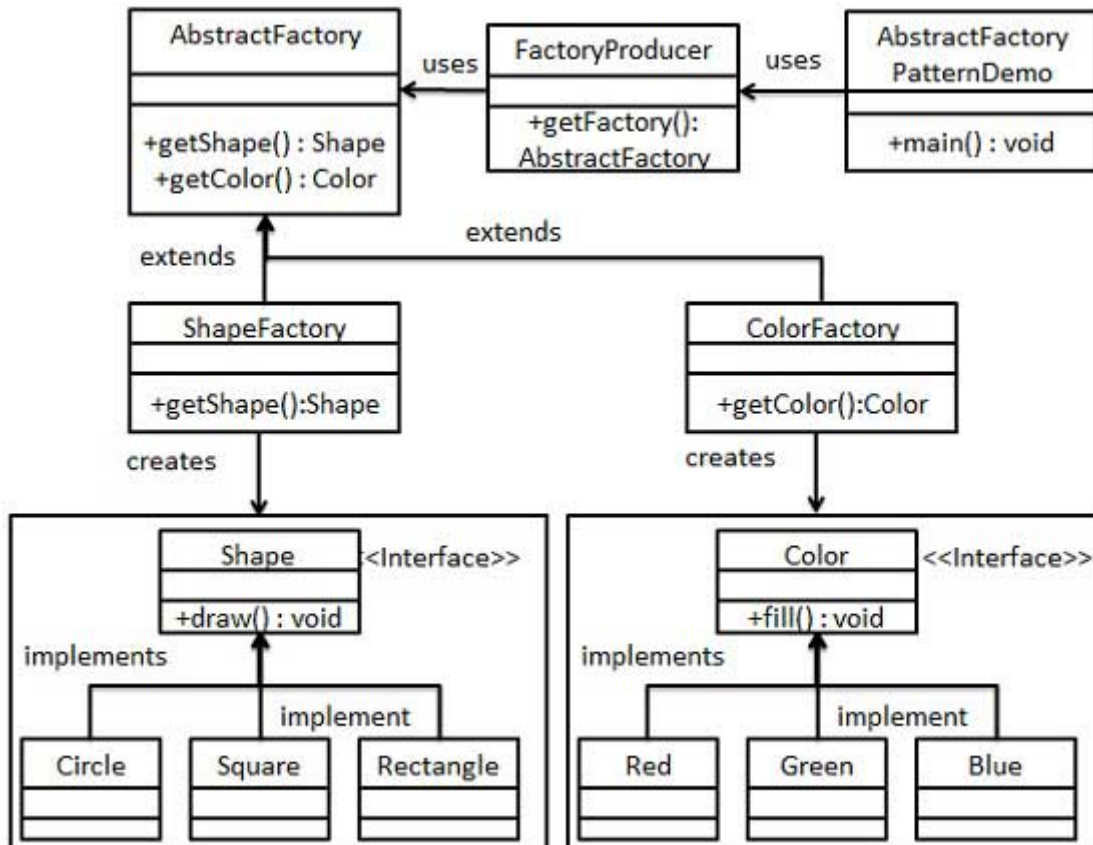 AbstractFactory
+getShape() : Shape
+getColor() : Color
uses
FactoryProducer
+getFactory():
AbstractFactory
uses
AbstractFactory
PatternDemo
+main() : void
extends
extends
ShapeFactory
+getShape():Shape
ColorFactory
+getColor():Color
creates
creates
Shape
<<Interface>>
+draw() : void
implements
implement
Circle
Square
Rectangle
Color
<<Interface>>
+fill() : void
implements
implement
Red
Green
Blue